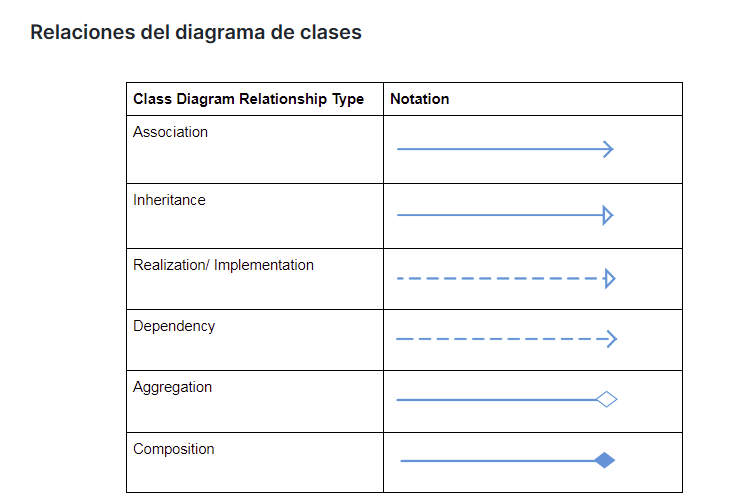 Relaciones del diagrama de clases
Class Diagram Relationship Type
Notation
Association
Inheritance
Realization/ Implementation
Dependency
Aggregation
Composition